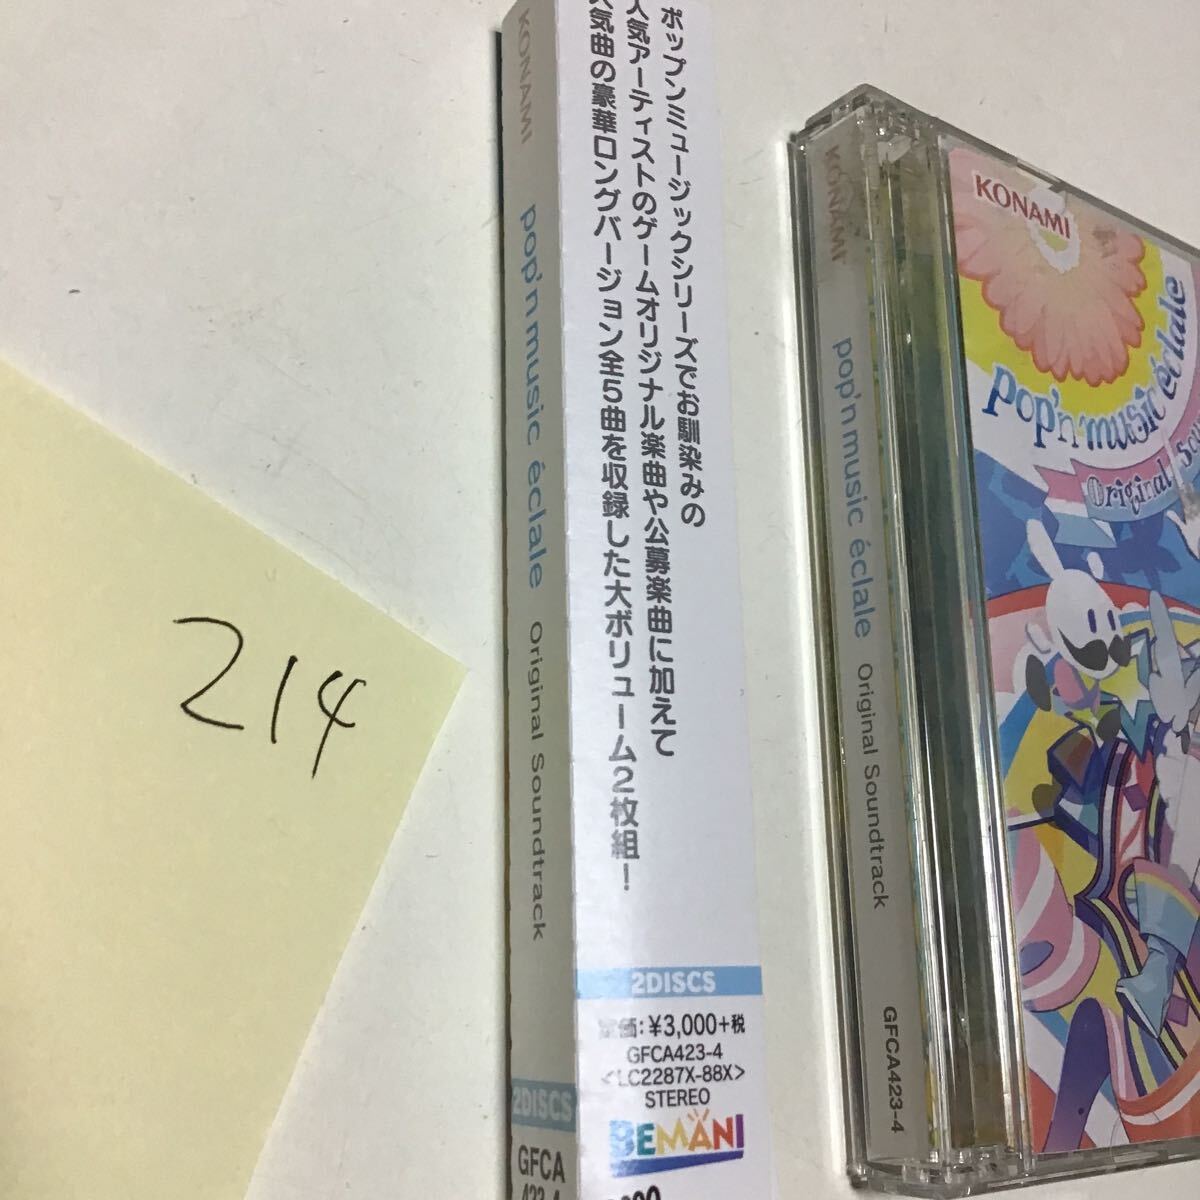 214
KONAMI
pop'n music éclale Original Soundtrack
2DISCS
GFCA
423-4
ポップンミュージックシリーズでお馴染みの
人気アーティストのゲームオリジナル楽曲や公募楽曲に加えて
人気曲の豪華ロングバージョン全5曲を収録した大ボリューム2枚組！
2DISCS
定価：¥3,000+税
GFCA423-4
<LC2287X-88X>
STEREO
BEMANI
KONAMI
pop'n music éclale Original Soundtrack
GFCA423-4
KONAMI
pop'n music éclale
Original